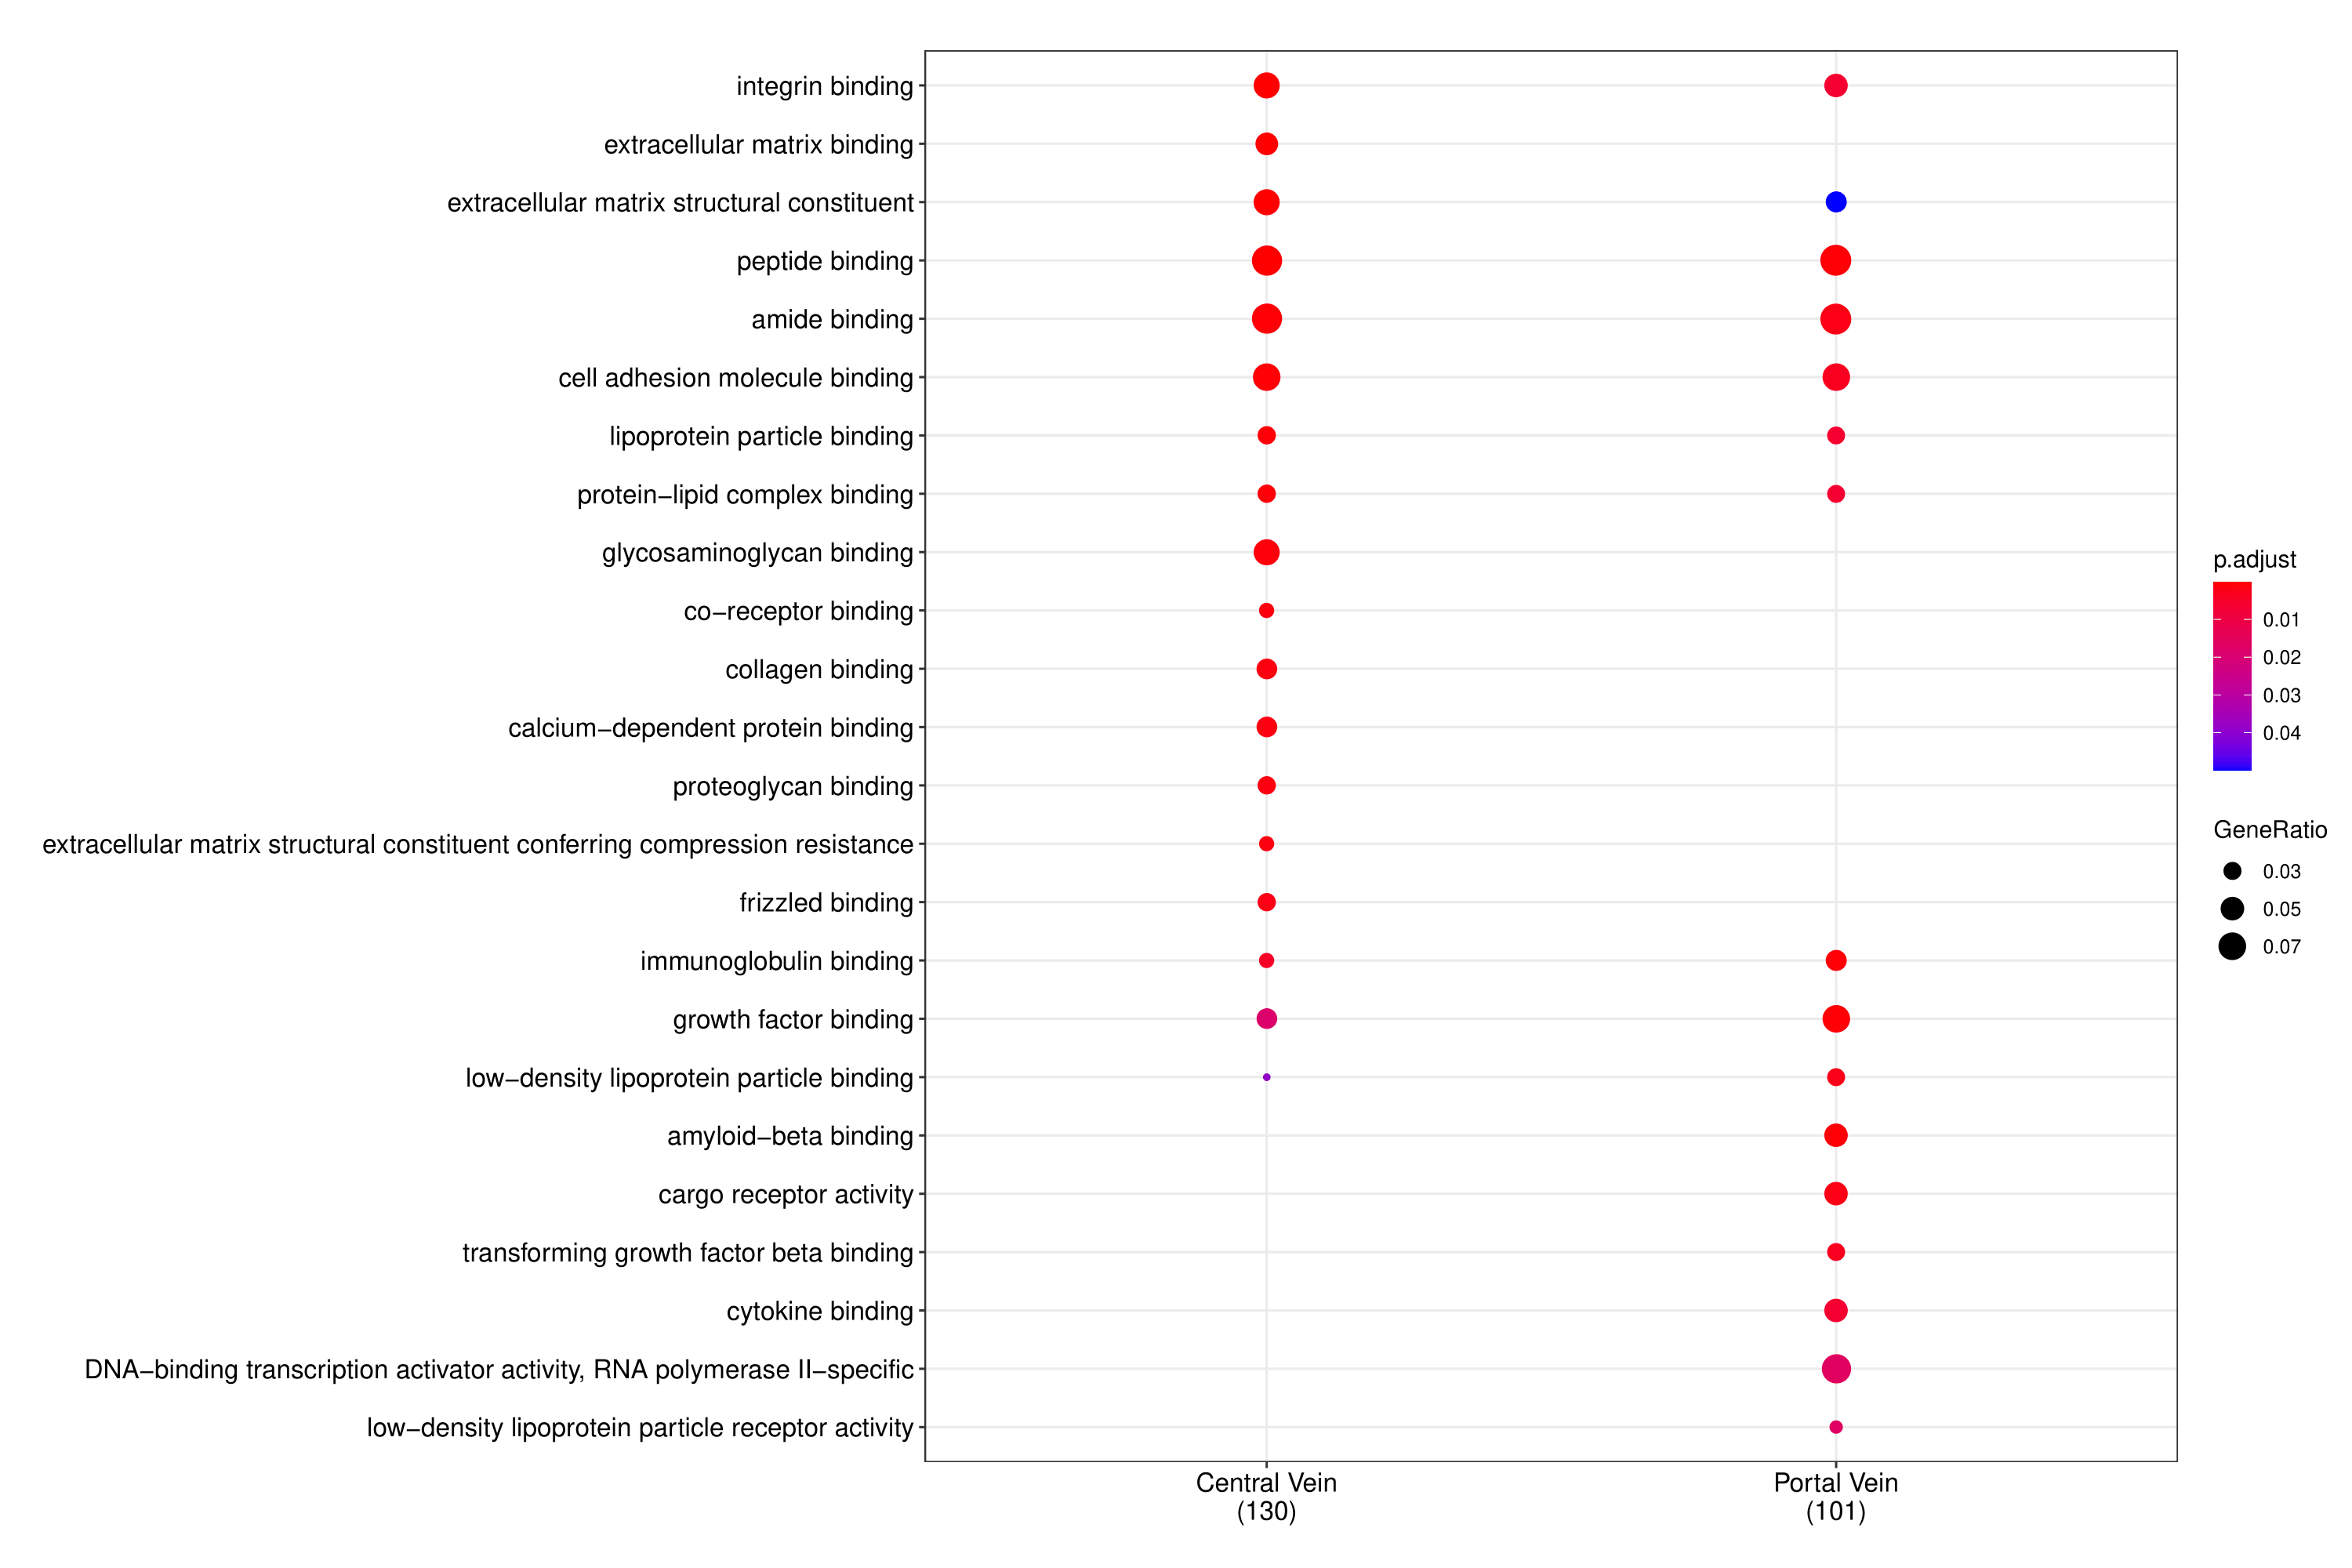 integrin binding
extracellular matrix binding
extracellular matrix structural constituent
peptide binding
amide binding
cell adhesion molecule binding
lipoprotein particle binding
protein−lipid complex binding
glycosaminoglycan binding
co−receptor binding
collagen binding
calcium−dependent protein binding
proteoglycan binding
extracellular matrix structural constituent conferring compression resistance
frizzled binding
immunoglobulin binding
growth factor binding
low−density lipoprotein particle binding
amyloid−beta binding
cargo receptor activity
transforming growth factor beta binding
cytokine binding
DNA−binding transcription activator activity, RNA polymerase II−specific
low−density lipoprotein particle receptor activity
Central Vein
(130)
Portal Vein
(101)
p.adjust
0.01
0.02
0.03
0.04
GeneRatio
0.03
0.05
0.07